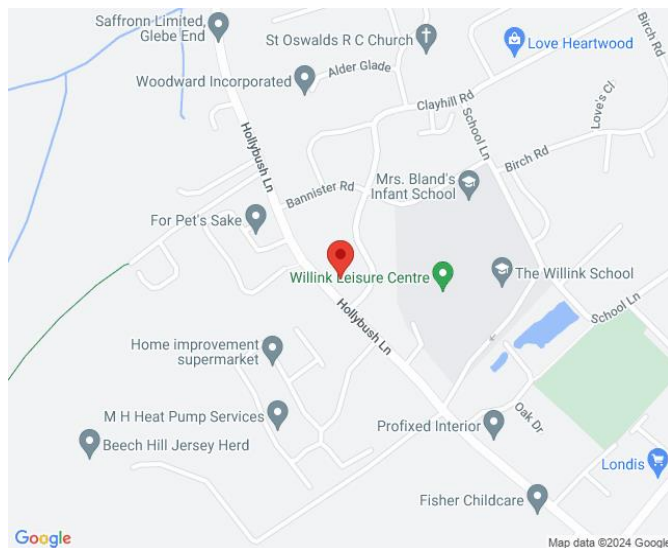 Saffronn Limited,
Glebe End
St Oswalds R C Church
Love Heartwood
Birch Rd
Woodward Incorporated
Alder Glade
Clayhill Rd
Love's Cl
School Ln
Hollybush Ln
Birch Rd
Mrs. Bland's
Infant School
Bannister Rd
For Pet's Sake
Willink Leisure Centre
The Willink School
School Ln
Hollybush Ln
Home improvement
supermarket
M H Heat Pump Services
Profixed Interior
Oak Dr
Beech Hill Jersey Herd
Londis
Fisher Childcare
Google
Map data ©2024 Google